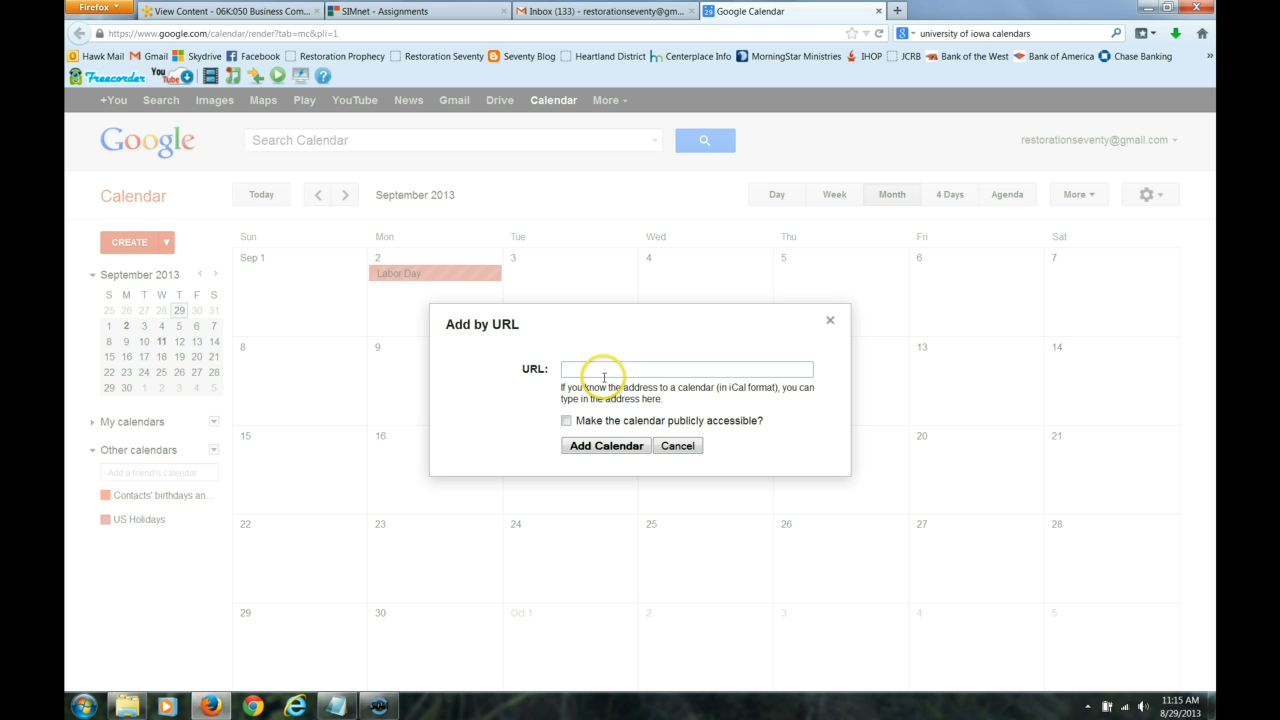 Firefox
View Content - 06K:050 Business Com...
SIMnet - Assignments
Inbox (133) - restorationseventy@gm...
Google Calendar
https://www.google.com/calendar/render?tab=mc&pli=1
university of iowa calendars
Hawk Mail Gmail Skydrive Facebook Restoration Prophecy Restoration Seventy Seventy Blog Heartland District Centerplace Info MorningStar Ministries IHOP JCRB Bank of the West Bank of America Chase Banking
Freecorder You Tube
+You Search Images Maps Play YouTube News Gmail Drive Calendar More
Google
Search Calendar
restorationseventy@gmail.com
Calendar
Today
September 2013
Day Week Month 4 Days Agenda More
CREATE
September 2013
S M T W T F S
25 26 27 28 29 30 31
1 2 3 4 5 6 7
8 9 10 11 12 13 14
15 16 17 18 19 20 21
22 23 24 25 26 27 28
29 30 1 2 3 4 5
My calendars
Other calendars
Add a friend's calendar
Contacts' birthdays an...
US Holidays
Sun Mon Tue Wed Thu Fri Sat
Sep 1 2 3 4 5 6 7
Labor Day
8 9 13 14
15 16 20 21
22 23 24 25 26 27 28
29 30 Oct 1 2 3 4 5
Add by URL
URL:
If you know the address to a calendar (in iCal format), you can
type in the address here.
Make the calendar publicly accessible?
Add Calendar Cancel
11:15 AM
8/29/2013